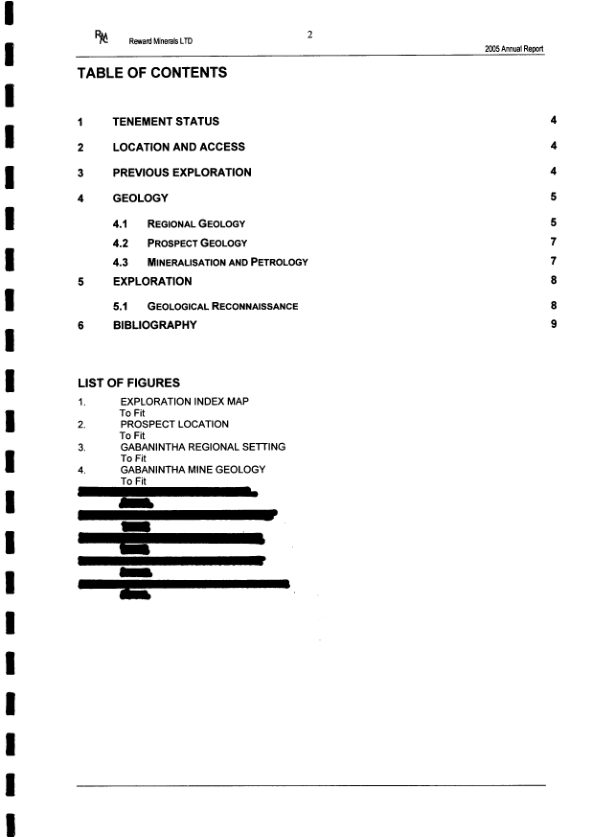 RMC Reward Minerals LTD 2
2005 Annual Report
TABLE OF CONTENTS
1 TENEMENT STATUS 4
2 LOCATION AND ACCESS 4
3 PREVIOUS EXPLORATION 4
4 GEOLOGY 5
4.1 REGIONAL GEOLOGY 5
4.2 PROSPECT GEOLOGY 7
4.3 MINERALISATION AND PETROLOGY 7
5 EXPLORATION 8
5.1 GEOLOGICAL RECONNAISSANCE 8
6 BIBLIOGRAPHY 9
LIST OF FIGURES
1. EXPLORATION INDEX MAP
To Fit
2. PROSPECT LOCATION
To Fit
3. GABANINTHA REGIONAL SETTING
To Fit
4. GABANINTHA MINE GEOLOGY
To Fit